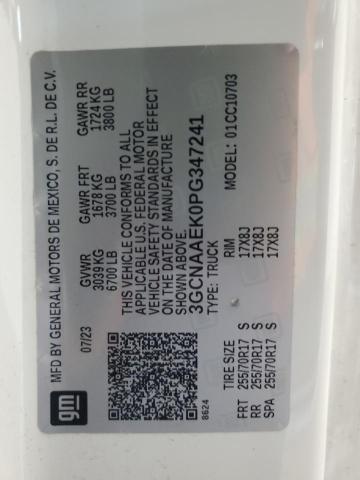 MFD BY GENERAL MOTORS DE MEXICO, S. DE R.L. DE C.V.
07/23 GVWR GAWR FRT GAWR RR
3039 KG 1678 KG 1724 KG
6700 LB 3700 LB 3800 LB
THIS VEHICLE CONFORMS TO ALL
APPLICABLE U.S. FEDERAL MOTOR
VEHICLE SAFETY STANDARDS IN EFFECT
ON THE DATE OF MANUFACTURE
SHOWN ABOVE.
3GCNAAEK0PG347241
TYPE: TRUCK MODEL: 01CC10703
gm
8624
TIRE SIZE RIM
FRT 255/70R17 S 17X8J
RR 255/70R17 S 17X8J
SPA 255/70R17 S 17X8J